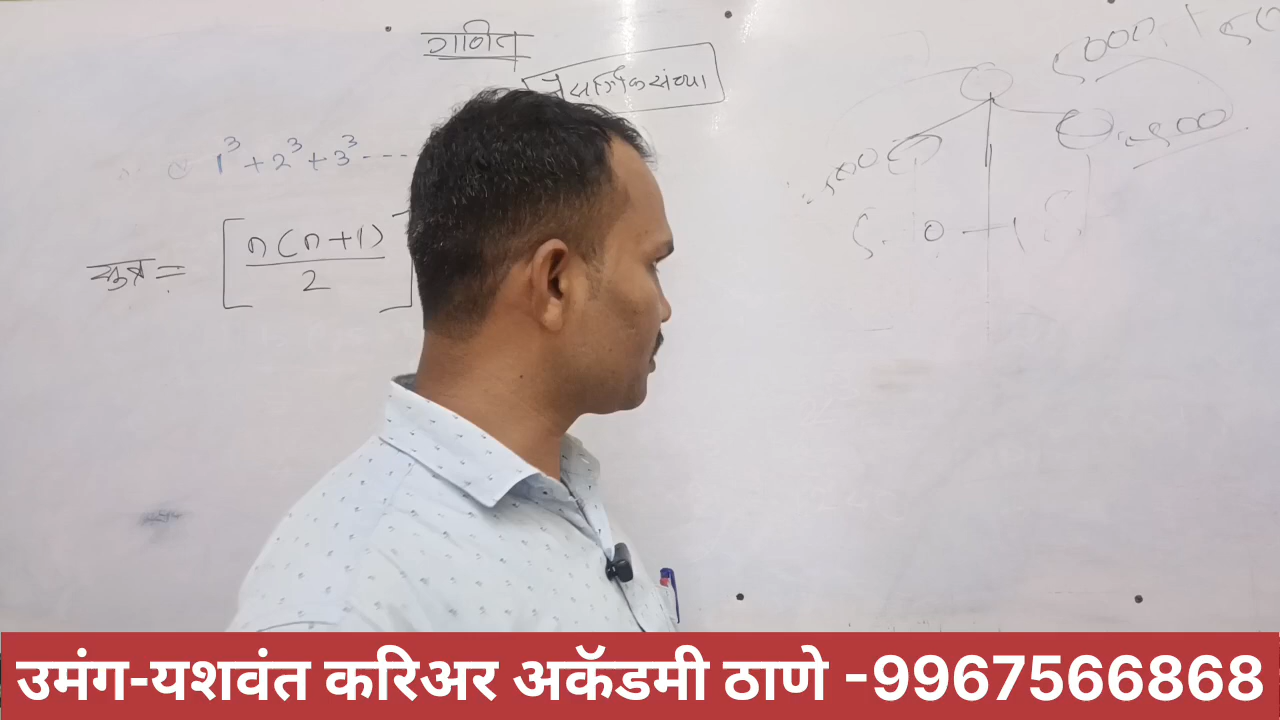 गणित
नैसर्गिक संख्या
1³ + 2³ + 3³ ----
सूत्र = [n(n+1)/2]
उमंग-यशवंत करिअर अकॅडमी ठाणे -9967566868